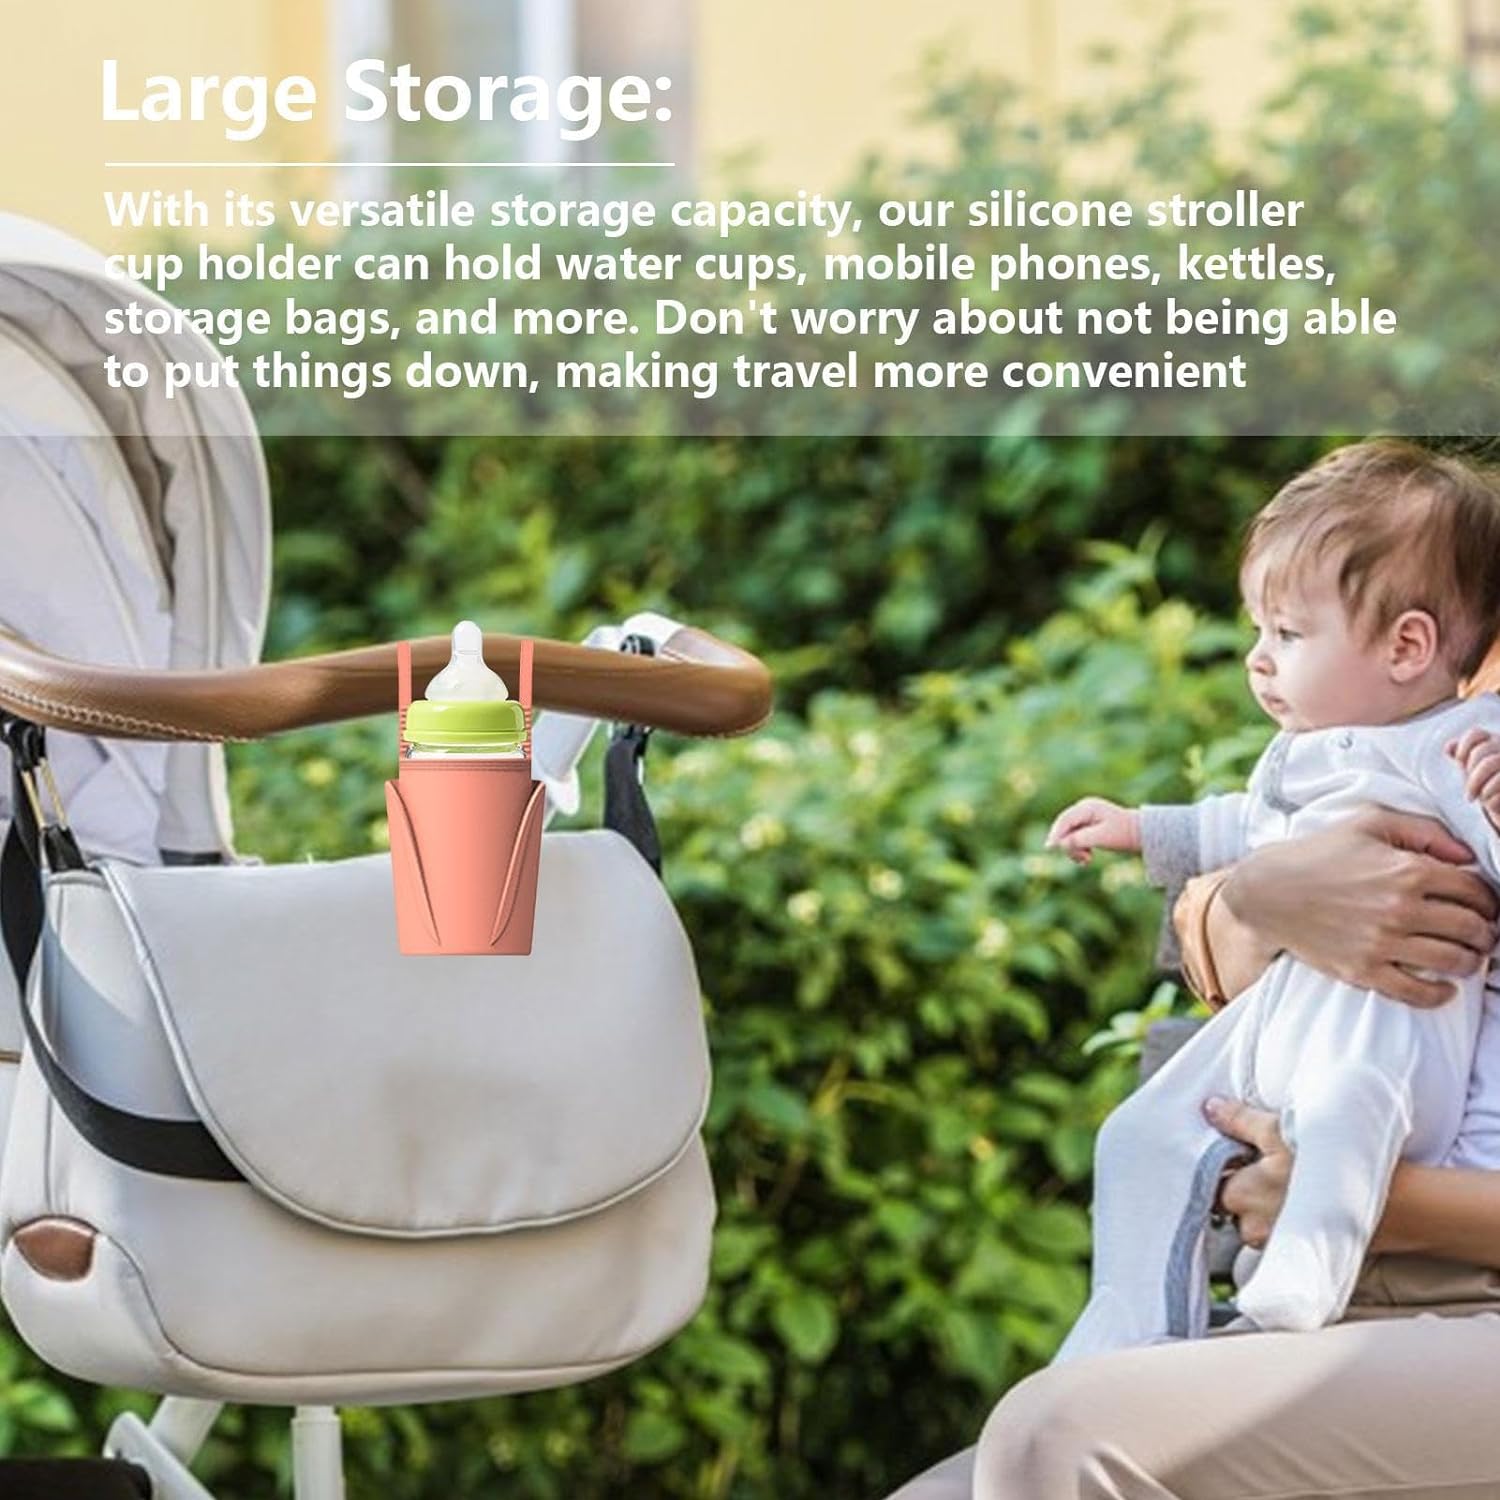 Large Storage:
With its versatile storage capacity, our silicone stroller
cup holder can hold water cups, mobile phones, kettles,
storage bags, and more. Don't worry about not being able
to put things down, making travel more convenient